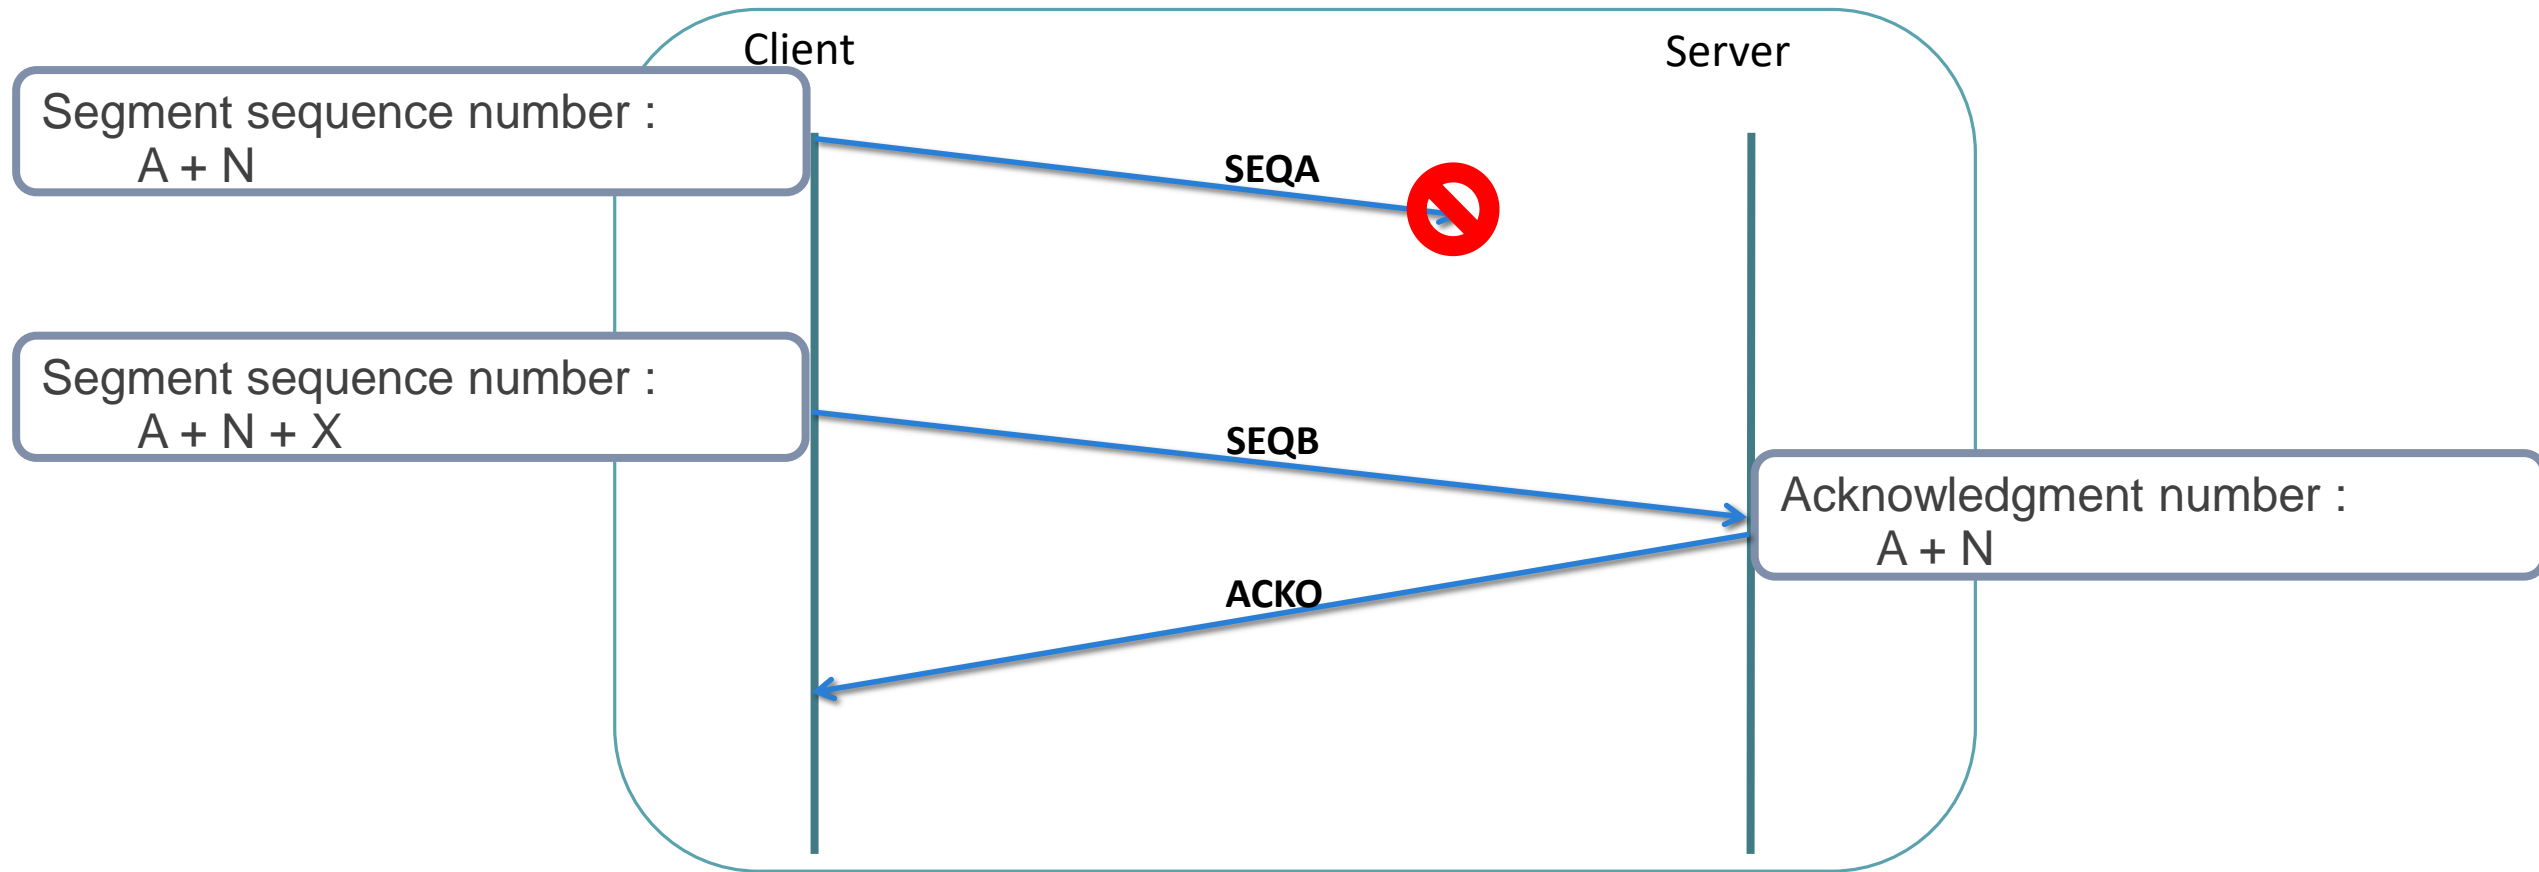 Client
Server
Segment sequence number :
A + N
SEQA
Segment sequence number :
A + N + X
SEQB
Acknowledgment number :
A + N
ACKO